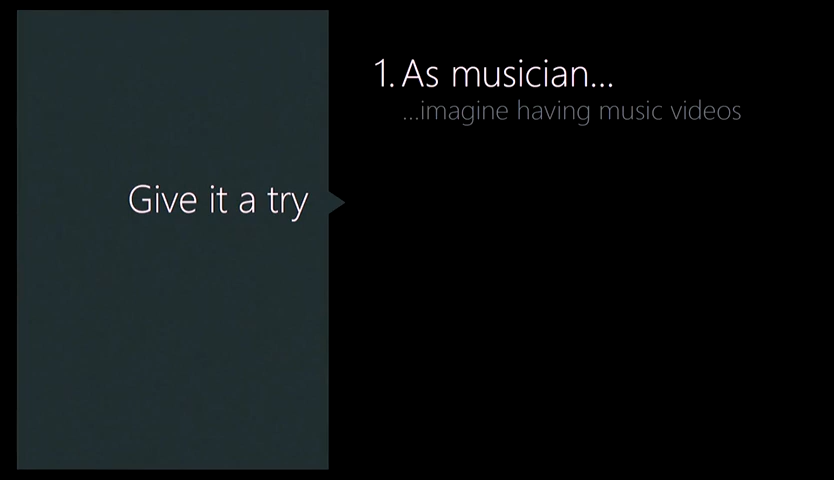 Give it a try
1. As musician...
...imagine having music videos